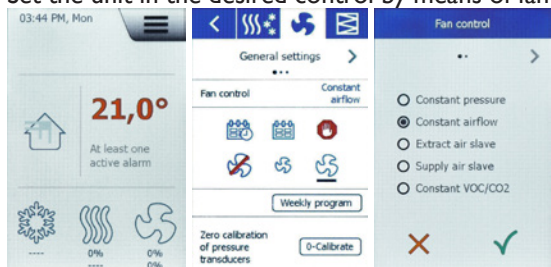 Set the unit in the desired control by means of fan
03:44 PM, Mon
21,0°
At least one
active alarm
----
0%
----
0%
0%
General settings
Fan control
Constant
airflow
Weekly program
Zero calibration
of pressure
transducers
0-Calibrate
Fan control
Constant pressure
Constant airflow
Extract air slave
Supply air slave
Constant VOC/CO2